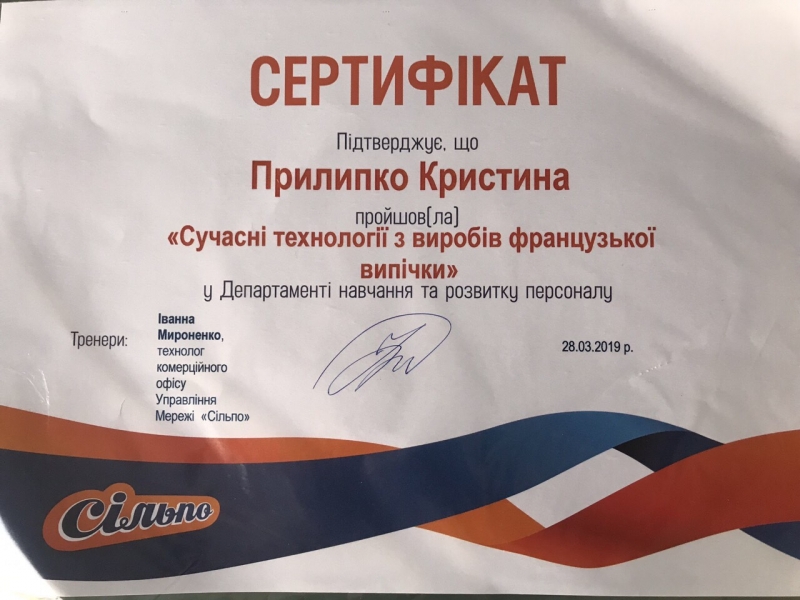 СЕРТИФІКАТ
Підтверджує, що
Прилипко Кристина
пройшов(ла)
«Сучасні технології з виробів французької
випічки»
у Департаменті навчання та розвитку персоналу
Тренери:
Іванна
Мироненко,
технолог
комерційного
офісу
Управління
Мережі «Сільпо»
28.03.2019 р.
сільпо